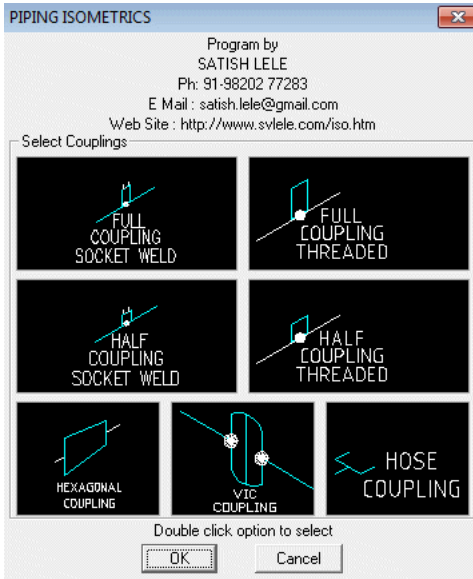 PIPING ISOMETRICS
Program by
SATISH LELE
Ph: 91-98202 77283
E Mail : satish.lele@gmail.com
Web Site : http://www.svlele.com/iso.htm
Select Couplings
FULL
COUPLING
SOCKET WELD
FULL
COUPLING
THREADED
HALF
COUPLING
SOCKET WELD
HALF
COUPLING
THREADED
HEXAGONAL
COUPLING
VIC
COUPLING
HOSE
COUPLING
Double click option to select
OK
Cancel